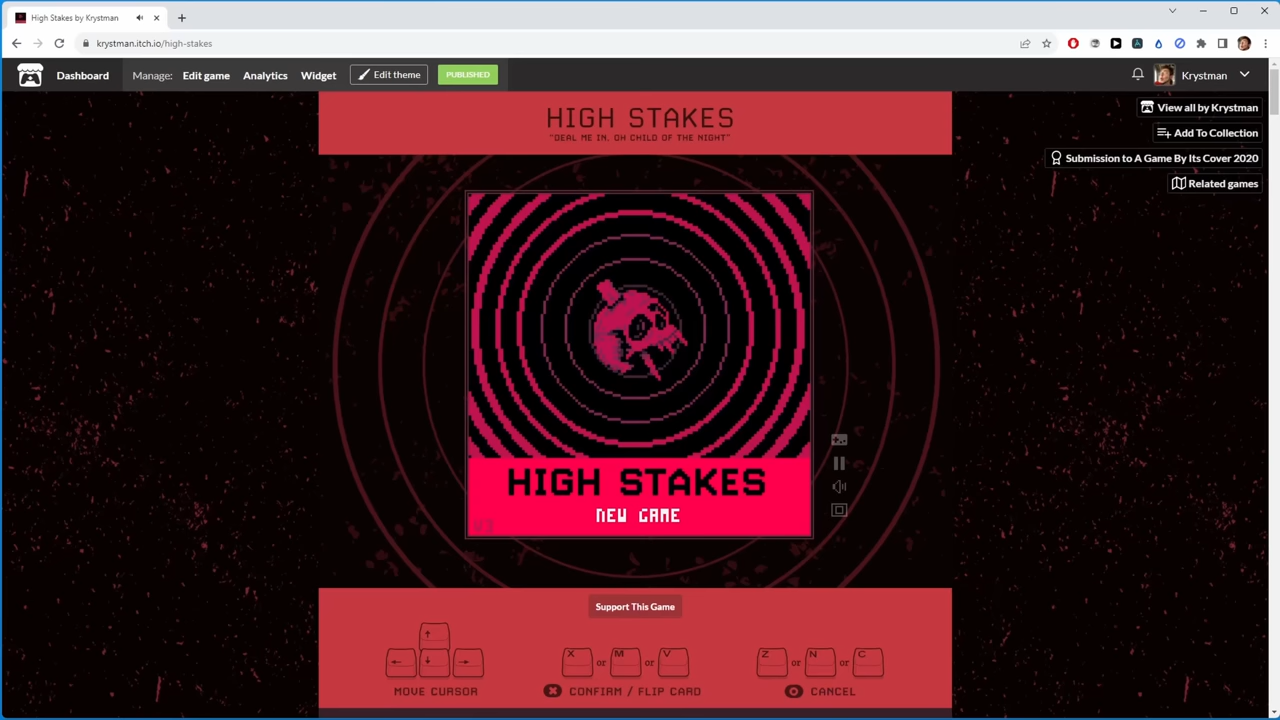 High Stakes by Krystman
krystman.itch.io/high-stakes
Dashboard
Manage: Edit game Analytics Widget Edit theme PUBLISHED
Krystman
View all by Krystman
Add To Collection
Submission to A Game By Its Cover 2020
Related games
HIGH STAKES
"DEAL ME IN, OH CHILD OF THE NIGHT"
HIGH STAKES
NEW GAME
Support This Game
X or M or V
Z or N or C
MOVE CURSOR
CONFIRM / FLIP CARD
CANCEL